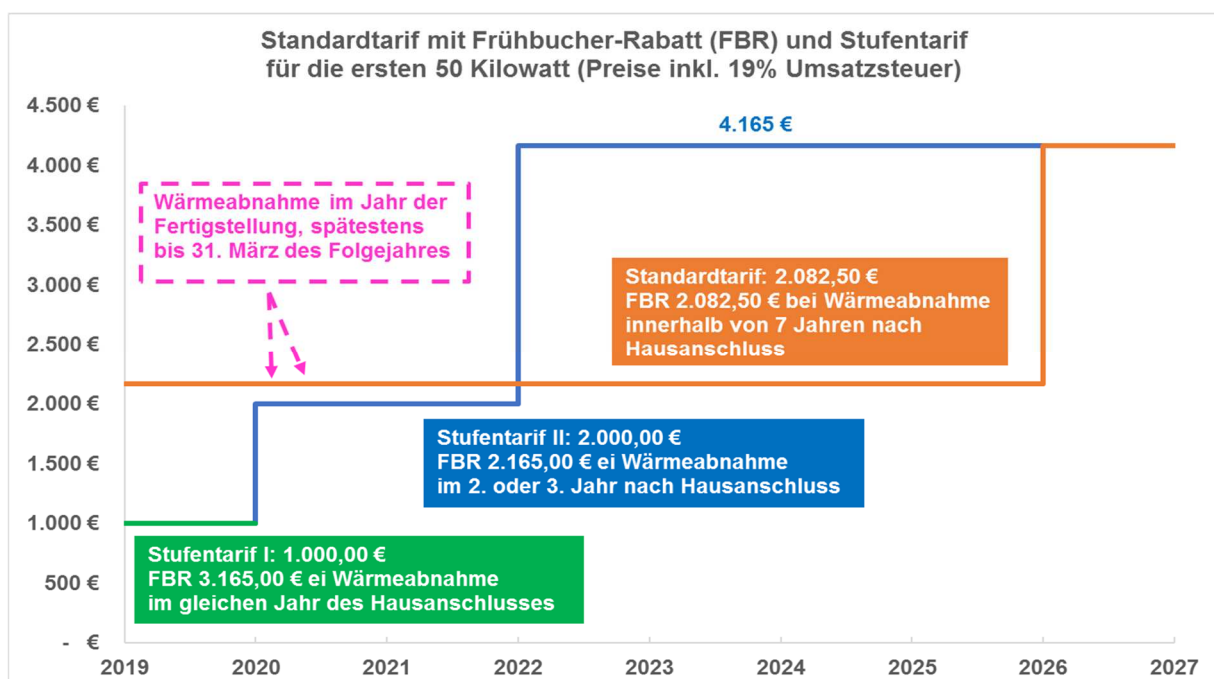 Standardtarif mit Frühbucher-Rabatt (FBR) und Stufentarif
für die ersten 50 Kilowatt (Preise inkl. 19% Umsatzsteuer)
4.500 €
4.000 €
3.500 €
3.000 €
2.500 €
2.000 €
1.500 €
1.000 €
500 €
- €
4.165 €
Wärmeabnahme im Jahr der
Fertigstellung, spätestens
bis 31. März des Folgejahres
Standardtarif: 2.082,50 €
FBR 2.082,50 € bei Wärmeabnahme
innerhalb von 7 Jahren nach
Hausanschluss
Stufentarif II: 2.000,00 €
FBR 2.165,00 € ei Wärmeabnahme
im 2. oder 3. Jahr nach Hausanschluss
Stufentarif I: 1.000,00 €
FBR 3.165,00 € ei Wärmeabnahme
im gleichen Jahr des Hausanschlusses
2019 2020 2021 2022 2023 2024 2025 2026 2027